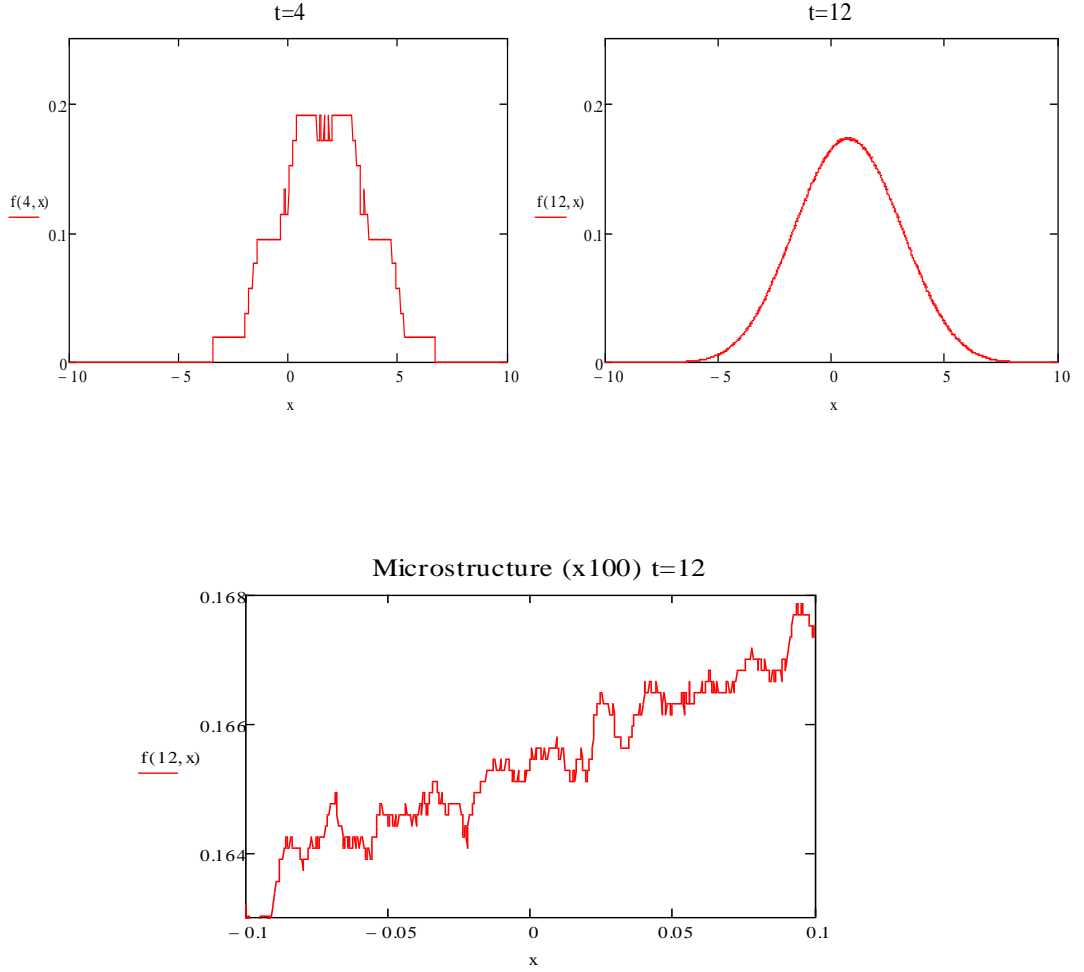 t=4
0.2
f(4,x)
0.1
0
−10 −5 0 5 10
x
t=12
0.2
f(12,x)
0.1
0
−10 −5 0 5 10
x
Microstructure (x100) t=12
0.168
0.166
f(12,x)
0.164
−0.1 −0.05 0 0.05 0.1
x